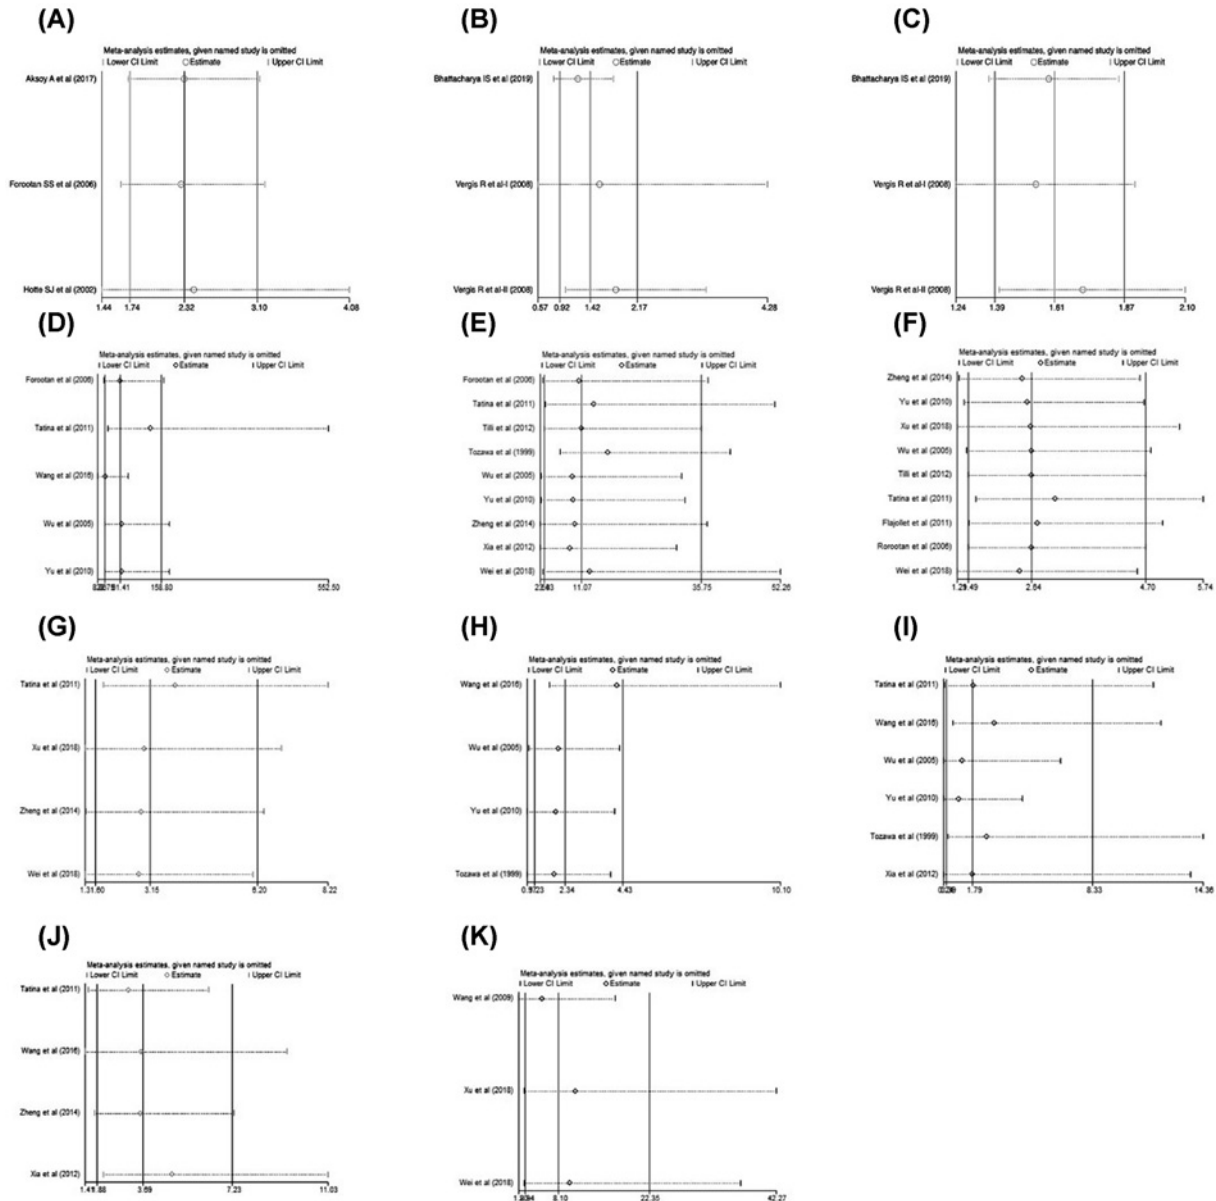 (A)
Meta-analysis estimates, given named study is omitted
Lower CI Limit Estimate Upper CI Limit
Aksoy A et al (2017)
Forootan SS et al (2006)
Hotte SJ et al (2002)
1.44 1.74 2.32 3.10 4.08
(B)
Meta-analysis estimates, given named study is omitted
Lower CI Limit Estimate Upper CI Limit
Bhattacharya IS et al (2019)
Vergis R et al-I (2008)
Vergis R et al-II (2008)
0.57 0.92 1.42 2.17 4.28
(C)
Meta-analysis estimates, given named study is omitted
Lower CI Limit Estimate Upper CI Limit
Bhattacharya IS et al (2019)
Vergis R et al-I (2008)
Vergis R et al-II (2008)
1.24 1.39 1.61 1.87 2.10
(D)
Meta-analysis estimates, given named study is omitted
Lower CI Limit Estimate Upper CI Limit
Forootan et al (2006)
Tatina et al (2011)
Wang et al (2016)
Wu et al (2005)
Yu et al (2010)
552.50
(E)
Meta-analysis estimates, given named study is omitted
Lower CI Limit Estimate Upper CI Limit
Forootan et al (2006)
Tatina et al (2011)
Tilli et al (2012)
Tozawa et al (1999)
Wu et al (2005)
Yu et al (2010)
Zheng et al (2014)
Xia et al (2012)
Wei et al (2018)
11.07 35.75 52.26
(F)
Meta-analysis estimates, given named study is omitted
Lower CI Limit Estimate Upper CI Limit
Zheng et al (2014)
Yu et al (2010)
Xu et al (2018)
Wu et al (2005)
Tilli et al (2012)
Tatina et al (2011)
Flajollet et al (2011)
Rorootan et al (2006)
Wei et al (2018)
2.64 4.70 5.74
(G)
Meta-analysis estimates, given named study is omitted
Lower CI Limit Estimate Upper CI Limit
Tatina et al (2011)
Xu et al (2018)
Zheng et al (2014)
Wei et al (2018)
1.60 3.15 6.20 8.22
(H)
Meta-analysis estimates, given named study is omitted
Lower CI Limit Estimate Upper CI Limit
Wang et al (2016)
Wu et al (2005)
Yu et al (2010)
Tozawa et al (1999)
2.34 4.43 10.10
(I)
Meta-analysis estimates, given named study is omitted
Lower CI Limit Estimate Upper CI Limit
Tatina et al (2011)
Wang et al (2016)
Wu et al (2005)
Yu et al (2010)
Tozawa et al (1999)
Xia et al (2012)
1.79 8.33 14.36
(J)
Meta-analysis estimates, given named study is omitted
Lower CI Limit Estimate Upper CI Limit
Tatina et al (2011)
Wang et al (2016)
Zheng et al (2014)
Xia et al (2012)
1.41 1.88 3.69 7.23 11.03
(K)
Meta-analysis estimates, given named study is omitted
Lower CI Limit Estimate Upper CI Limit
Wang et al (2009)
Xu et al (2018)
Wei et al (2018)
8.10 22.35 42.27